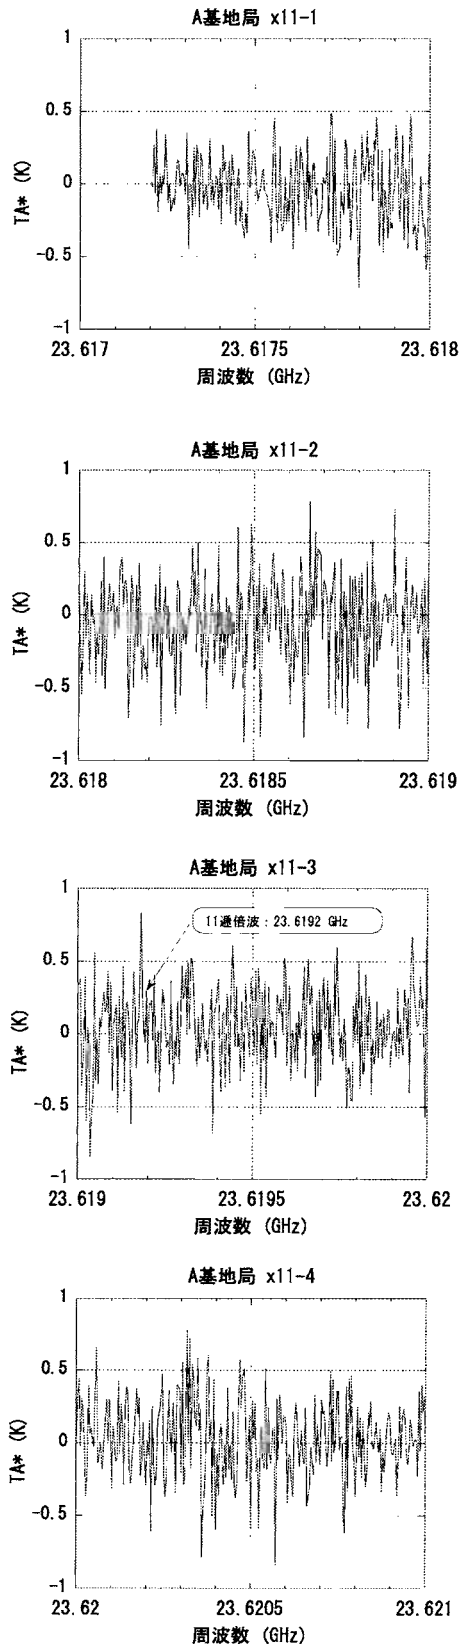 A基地局 x11-1
1
0.5
0
-0.5
-1
TA* (K)
23.617
23.6175
23.618
周波数 (GHz)
A基地局 x11-2
1
0.5
0
-0.5
-1
TA* (K)
23.618
23.6185
23.619
周波数 (GHz)
A基地局 x11-3
1
11逓倍波：23.6192 GHz
0.5
0
-0.5
-1
TA* (K)
23.619
23.6195
23.62
周波数 (GHz)
A基地局 x11-4
1
0.5
0
-0.5
-1
TA* (K)
23.62
23.6205
23.621
周波数 (GHz)